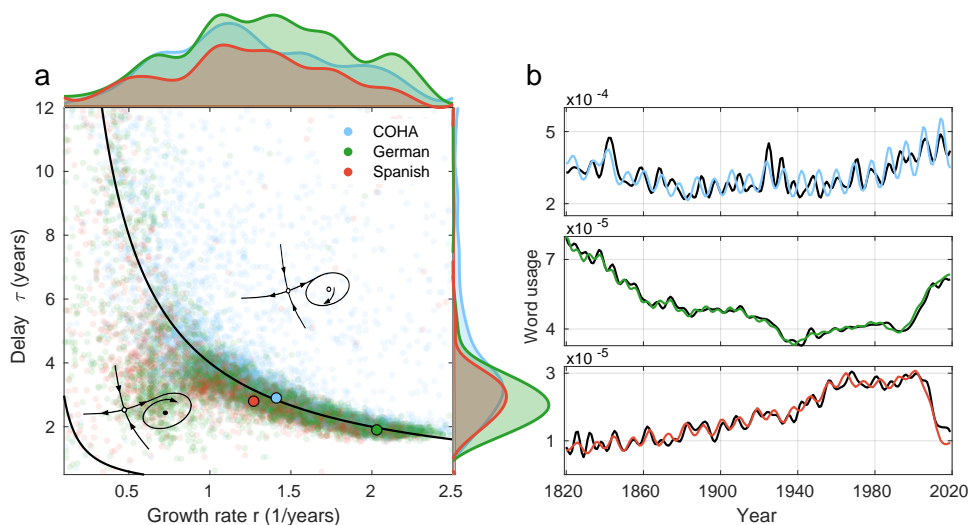 a
12
10
8
6
4
2
Delay τ (years)
COHA
German
Spanish
0.5
1
1.5
2
2.5
Growth rate r (1/years)
b
x10⁻⁴
5
2
x10⁻⁵
7
4
x10⁻⁵
3
1
Word usage
1820
1860
1900
1940
1980
2020
Year